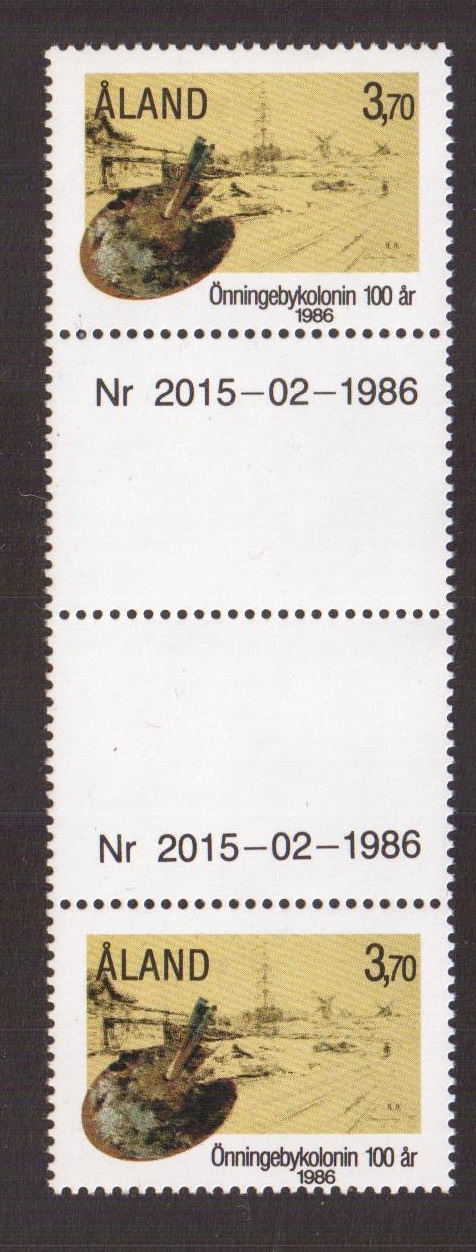 ÅLAND 3,70
Önningebykolonin 100 år
1986
Nr 2015-02-1986
Nr 2015-02-1986
ÅLAND 3,70
Önningebykolonin 100 år
1986